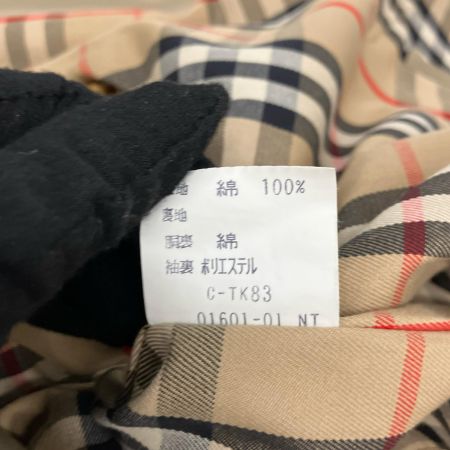 地 綿 100%
裏地
胴裏 綿
袖裏 ポリエステル
C-TK83
01601-01 NT